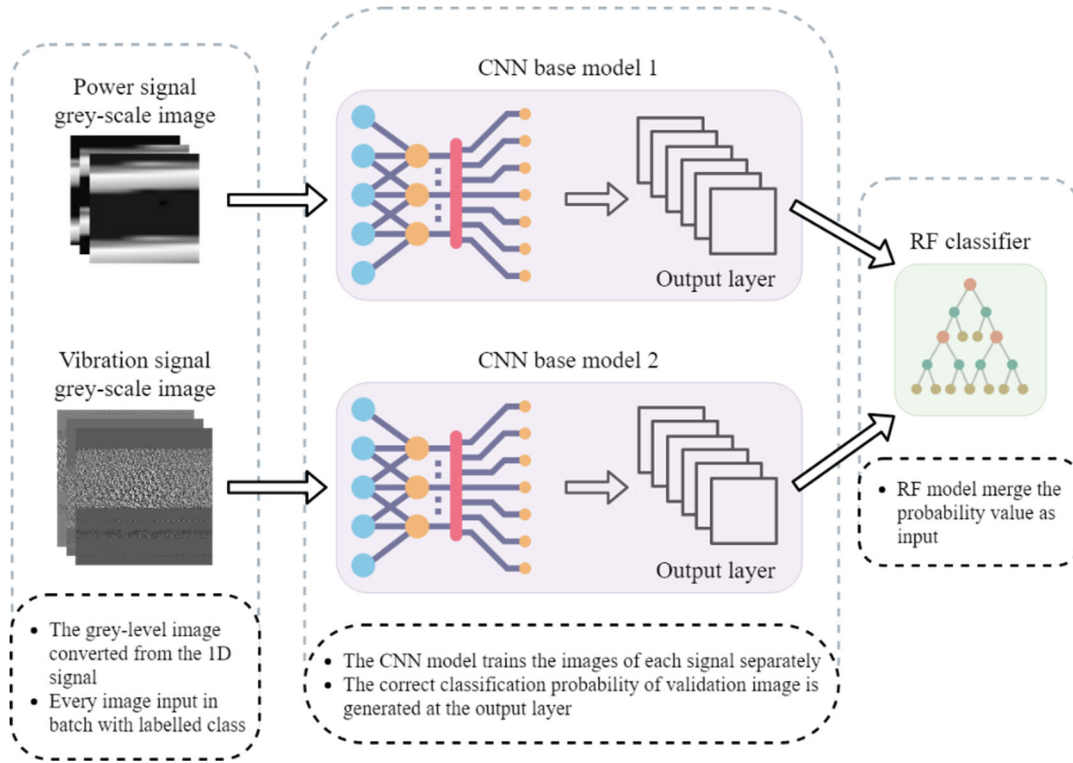 Power signal
grey-scale image
Vibration signal
grey-scale image
• The grey-level image
converted from the 1D
signal
• Every image input in
batch with labelled class
CNN base model 1
Output layer
CNN base model 2
Output layer
• The CNN model trains the images of each signal separately
• The correct classification probability of validation image is
generated at the output layer
RF classifier
• RF model merge the
probability value as
input